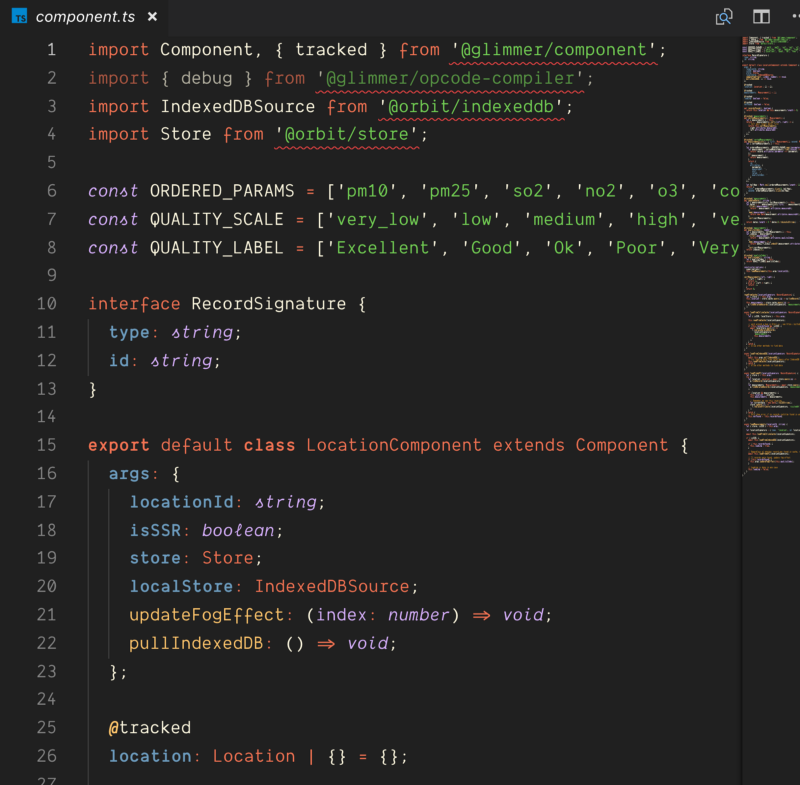 TS component.ts ×
1 import Component, { tracked } from '@glimmer/component';
2 import { debug } from '@glimmer/opcode-compiler';
3 import IndexedDBSource from '@orbit/indexeddb';
4 import Store from '@orbit/store';
5
6 const ORDERED_PARAMS = ['pm10', 'pm25', 'so2', 'no2', 'o3', 'co
7 const QUALITY_SCALE = ['very_low', 'low', 'medium', 'high', 've
8 const QUALITY_LABEL = ['Excellent', 'Good', 'Ok', 'Poor', 'Very
9
10 interface RecordSignature {
11 type: string;
12 id: string;
13 }
14
15 export default class LocationComponent extends Component {
16 args: {
17 locationId: string;
18 isSSR: boolean;
19 store: Store;
20 localStore: IndexedDBSource;
21 updateFogEffect: (index: number) => void;
22 pullIndexedDB: () => void;
23 };
24
25 @tracked
26 location: Location | {} = {};
27